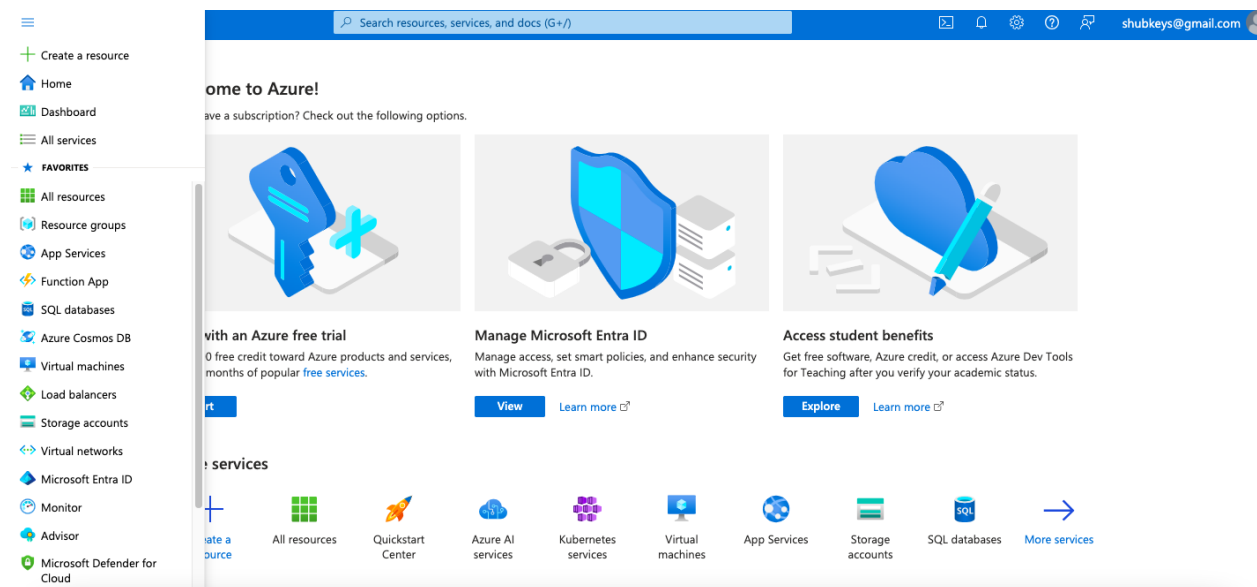 Search resources, services, and docs (G+/)
shubkeys@gmail.com
Create a resource
Home
Dashboard
All services
FAVORITES
All resources
Resource groups
App Services
Function App
SQL databases
Azure Cosmos DB
Virtual machines
Load balancers
Storage accounts
Virtual networks
Microsoft Entra ID
Monitor
Advisor
Microsoft Defender for
Cloud
ome to Azure!
ave a subscription? Check out the following options.
with an Azure free trial
0 free credit toward Azure products and services,
months of popular free services.
rt
Manage Microsoft Entra ID
Manage access, set smart policies, and enhance security
with Microsoft Entra ID.
View
Learn more
Access student benefits
Get free software, Azure credit, or access Azure Dev Tools
for Teaching after you verify your academic status.
Explore
Learn more
services
eate a
ource
All resources
Quickstart
Center
Azure AI
services
Kubernetes
services
Virtual
machines
App Services
Storage
accounts
SQL
SQL databases
More services